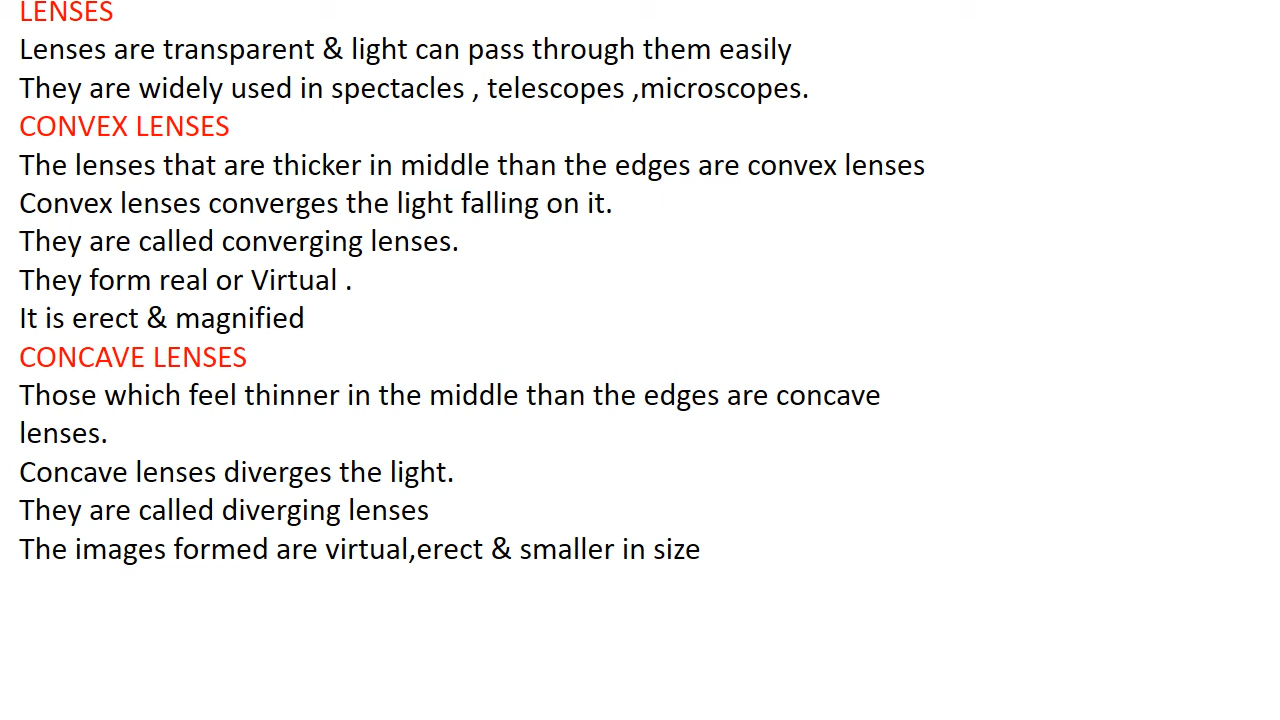 LENSES
Lenses are transparent & light can pass through them easily
They are widely used in spectacles , telescopes ,microscopes.
CONVEX LENSES
The lenses that are thicker in middle than the edges are convex lenses
Convex lenses converges the light falling on it.
They are called converging lenses.
They form real or Virtual .
It is erect & magnified
CONCAVE LENSES
Those which feel thinner in the middle than the edges are concave
lenses.
Concave lenses diverges the light.
They are called diverging lenses
The images formed are virtual,erect & smaller in size